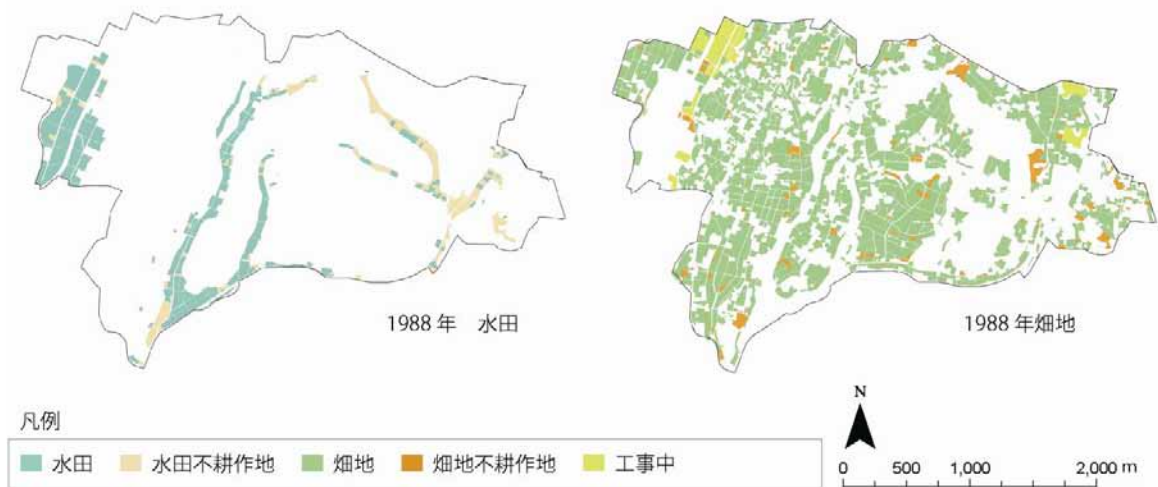 1988 年　水田
1988 年畑地
凡例
水田　水田不耕作地　畑地　畑地不耕作地　工事中
N
0　500　1,000　2,000 m